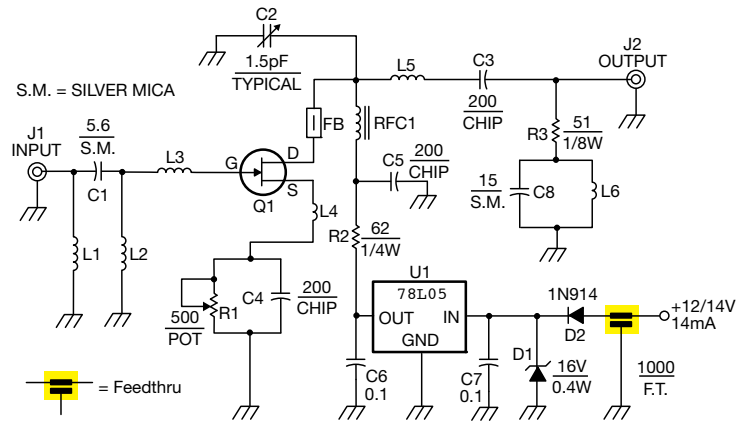 C2
1.5pF
TYPICAL
S.M. = SILVER MICA
J1
INPUT
5.6
S.M.
C1
L3
L1
L2
G
D
S
Q1
FB
RFC1
L5
C3
200
CHIP
J2
OUTPUT
R3
51
1/8W
15
S.M.
C8
L6
C5
200
CHIP
L4
R2
62
1/4W
500
POT
R1
C4
200
CHIP
U1
78L05
OUT
IN
GND
C6
0.1
C7
0.1
D1
16V
0.4W
1N914
D2
+12/14V
14mA
1000
F.T.
= Feedthru